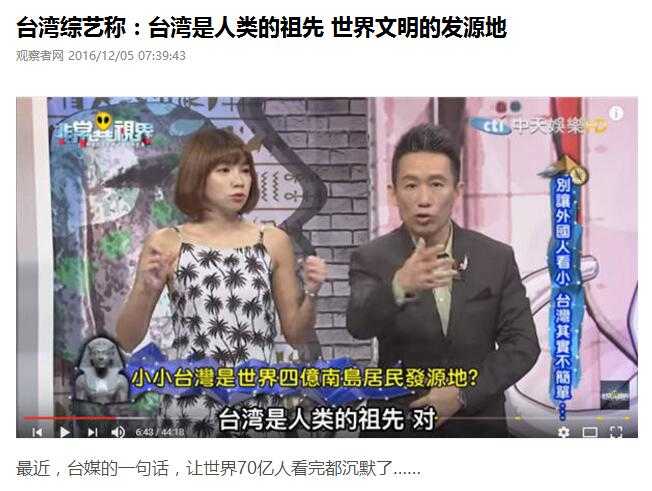 台湾综艺称：台湾是人类的祖先 世界文明的发源地
观察者网 2016/12/05 07:39:43
非常異視界
cti 中天娛樂HD
別讓外國人看小 台灣其實不簡單…
小小台灣是世界四億南島居民發源地?
台湾是人类的祖先 对
6:43 / 44:18
最近，台媒的一句话，让世界70亿人看完都沉默了......